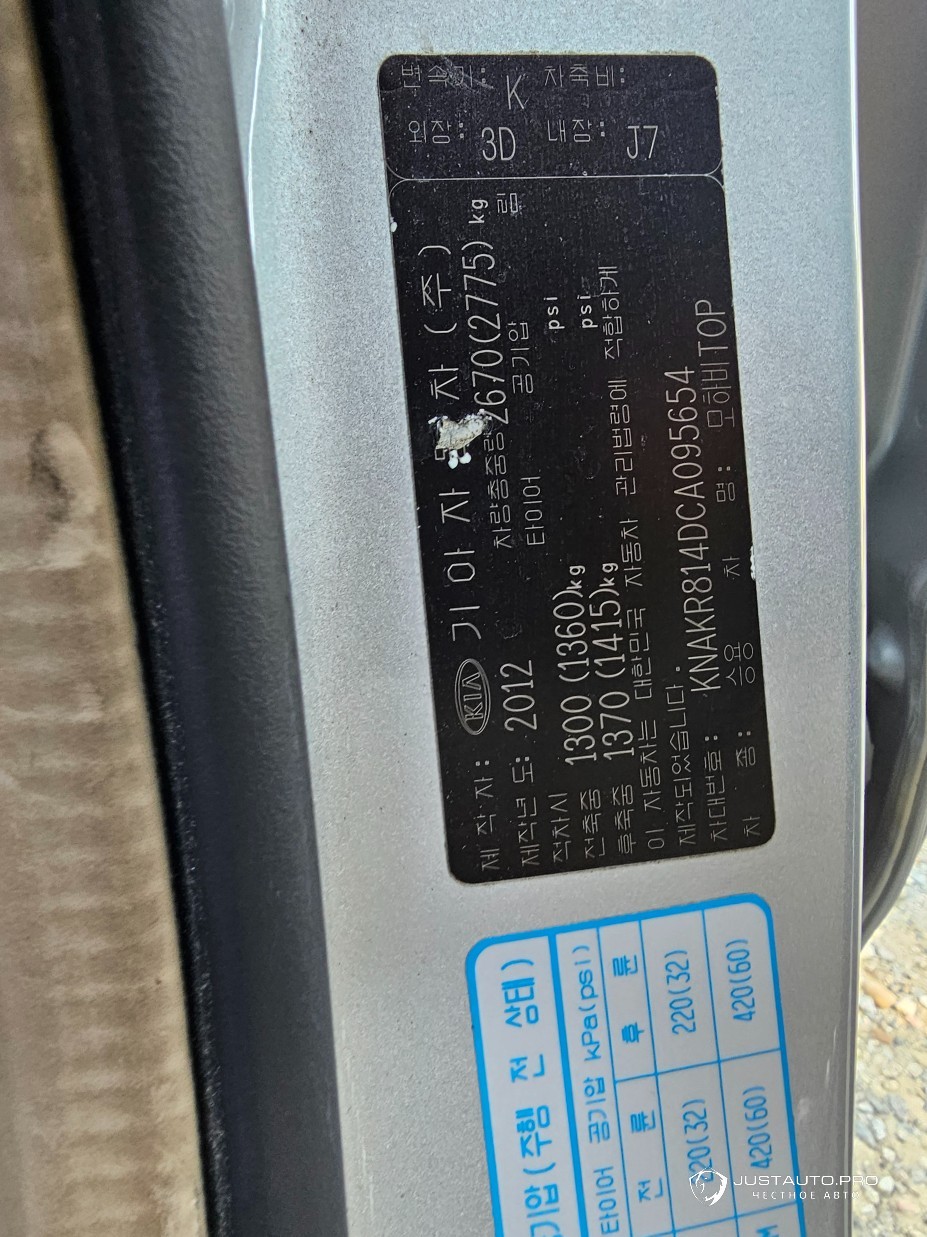 변속기: K 차축비:
외장: 3D 내장: J7
제 작 자: KIA 기 아 자 차 ( 주 )
제작년 도: 2012 차량총중량 2670(2775) kg
적차시 타이어 공기압 림
전축중 1300 (1360)kg psi
후축중 1370 (1415)kg psi
이 자동차는 대한민국 자동차 관리법령에 적합하게
제작되었습니다.
차대번호: KNAKR814DCA095654
차 종: 승용 차 명: 모하비TOP
기압(주행 전 상태)
타이어 공기압 kPa(psi)
전 륜 후 륜
20(32) 220(32)
420(60) 420(60)
JUSTAUTO.PRO
ЧЕСТНОЕ АВТО